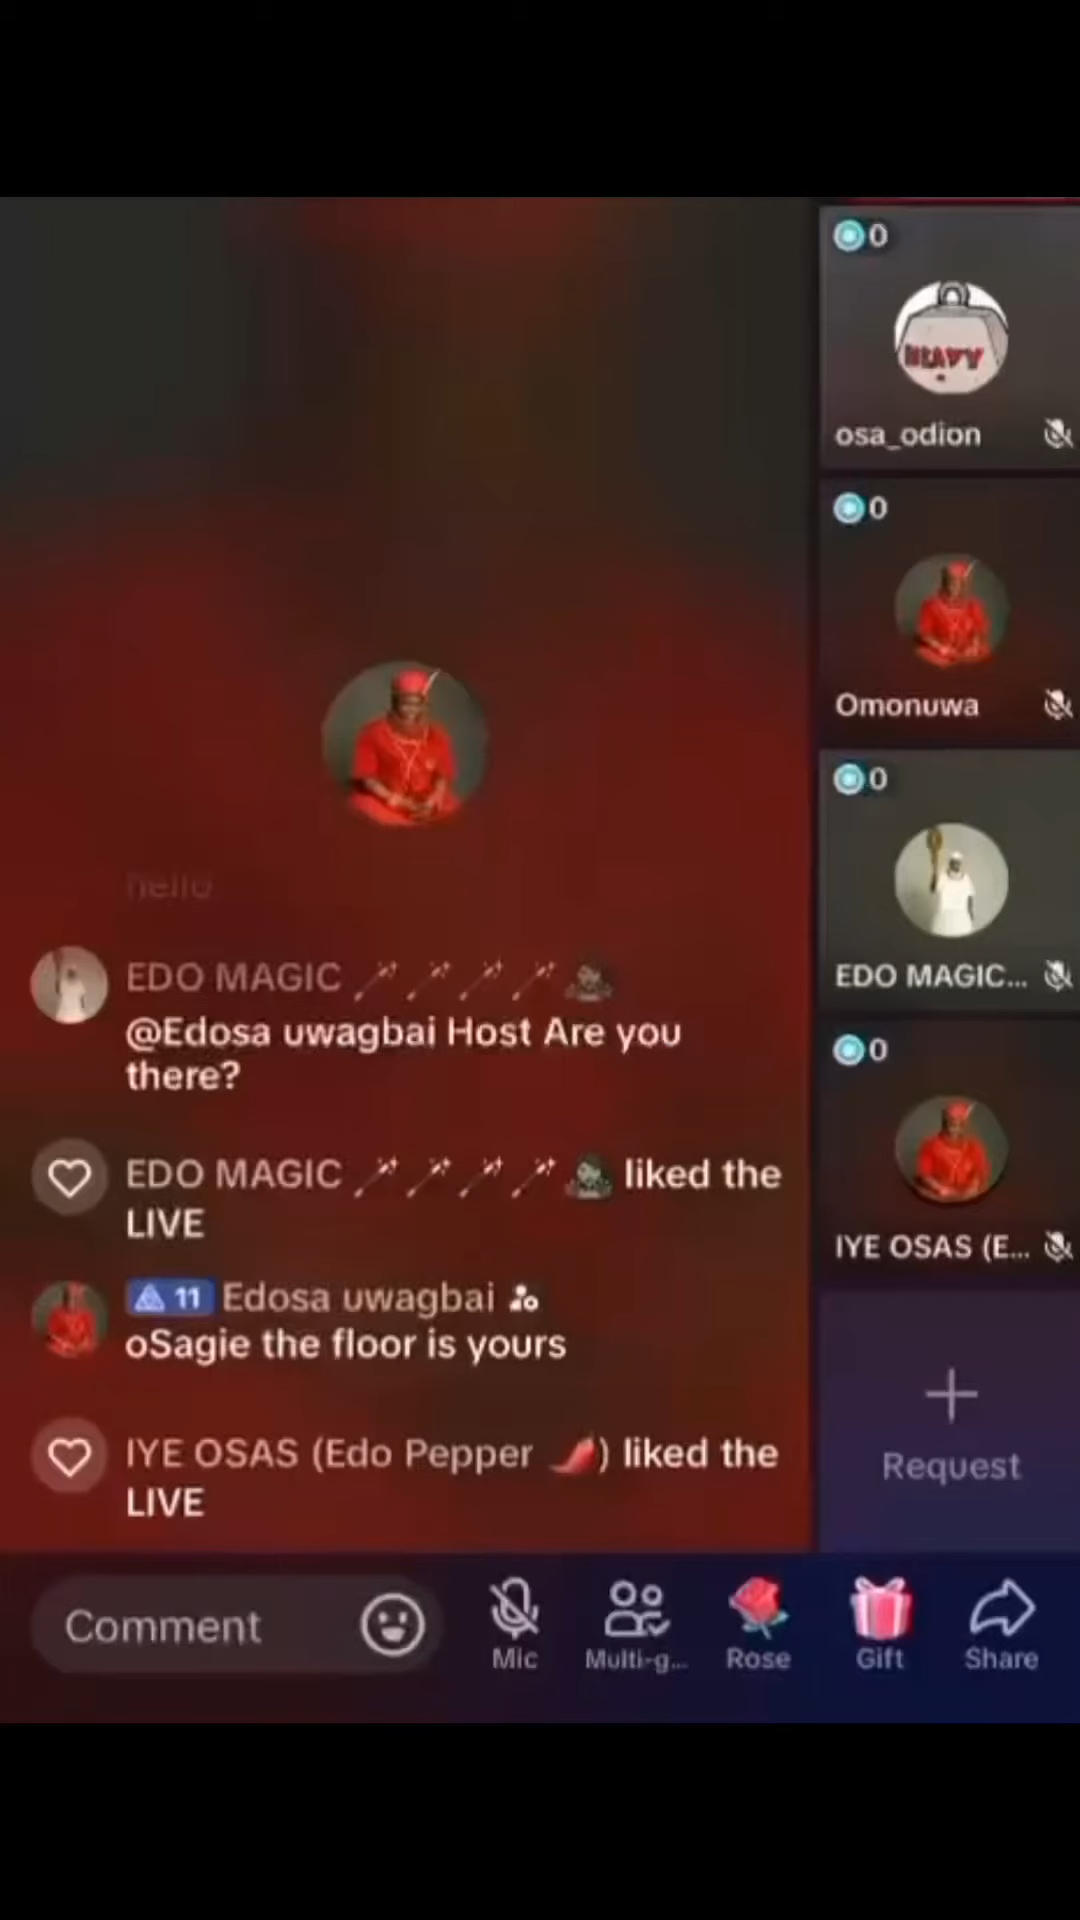 0
HEAVY
osa_odion
0
Omonuwa
0
EDO MAGIC...
0
IYE OSAS (E...
Request
hello
EDO MAGIC
@Edosa uwagbai Host Are you
there?
EDO MAGIC liked the
LIVE
11 Edosa uwagbai
oSagie the floor is yours
IYE OSAS (Edo Pepper 🌶️) liked the
LIVE
Comment
Mic
Multi-g...
Rose
Gift
Share